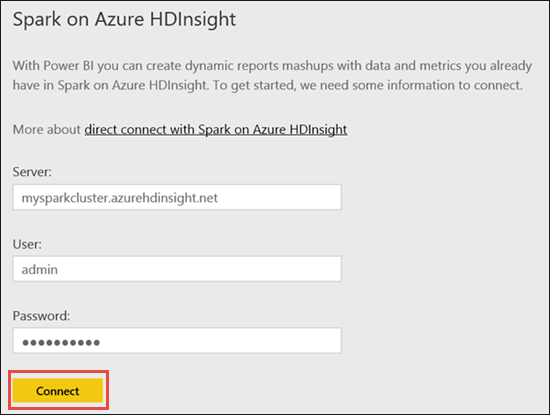 Spark on Azure HDInsight
With Power BI you can create dynamic reports mashups with data and metrics you already
have in Spark on Azure HDInsight. To get started, we need some information to connect.
More about direct connect with Spark on Azure HDInsight
Server:
mysparkcluster.azurehdinsight.net
User:
admin
Password:
●●●●●●●●●●
Connect